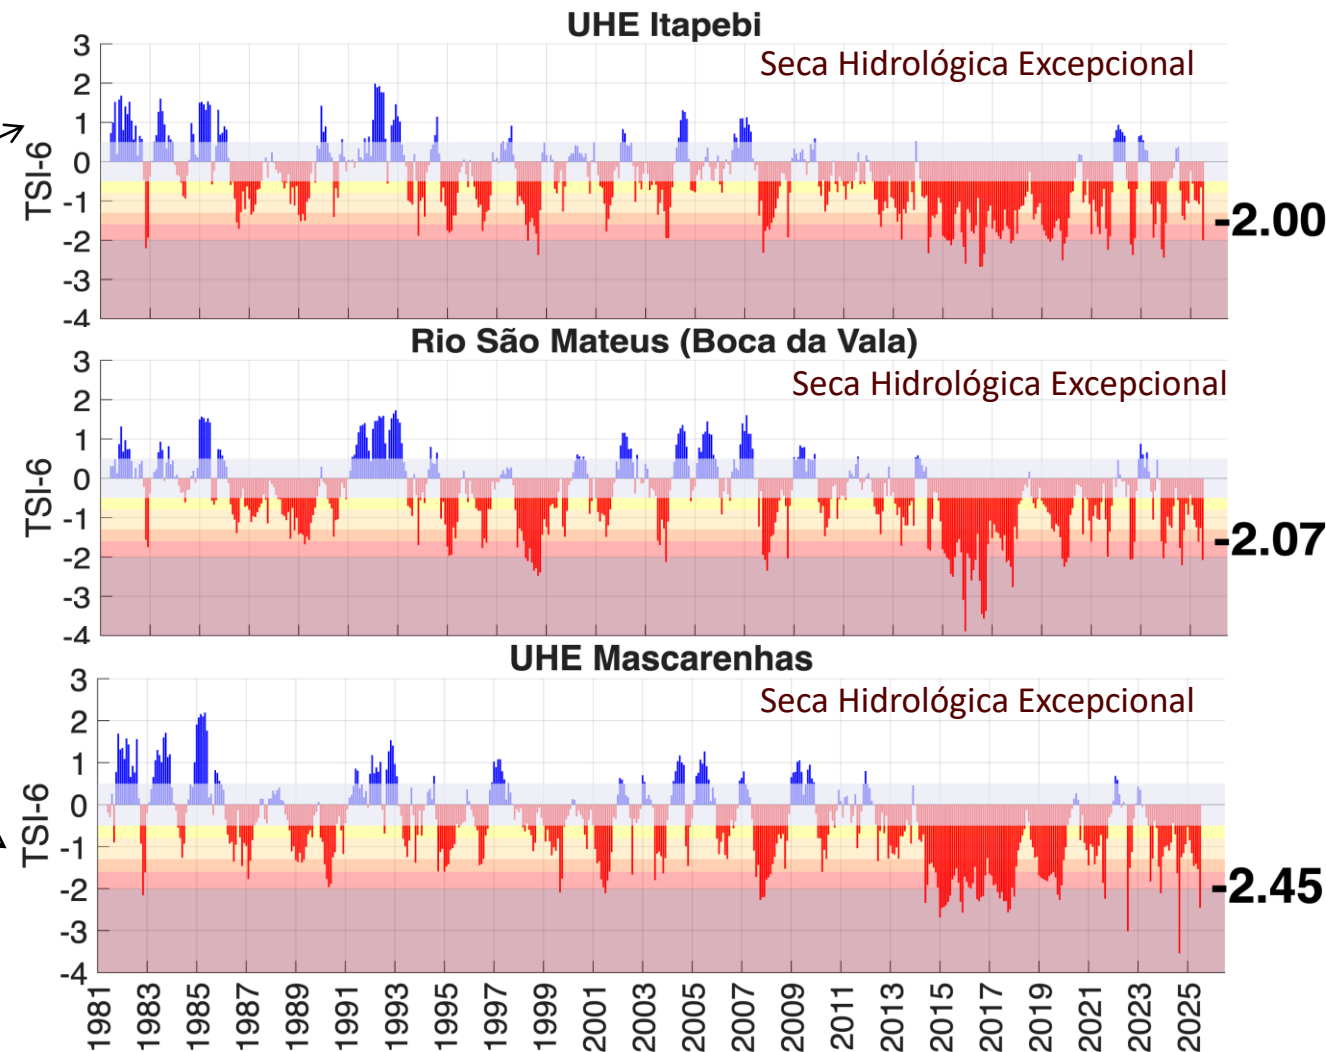 UHE Itapebi
Seca Hidrológica Excepcional
3
2
1
0
-1
-2
-3
-4
TSI-6
-2.00
Rio São Mateus (Boca da Vala)
Seca Hidrológica Excepcional
3
2
1
0
-1
-2
-3
-4
TSI-6
-2.07
UHE Mascarenhas
Seca Hidrológica Excepcional
3
2
1
0
-1
-2
-3
-4
TSI-6
-2.45
1981 1983 1985 1987 1989 1991 1993 1995 1997 1999 2001 2003 2005 2007 2009 2011 2013 2015 2017 2019 2021 2023 2025